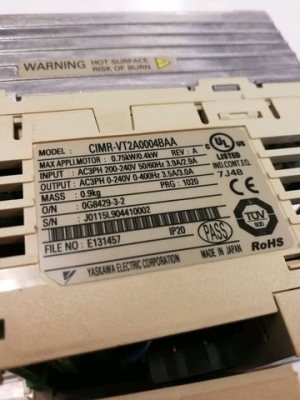 WARNING HOT SURFACE
RISK OF BURN
MODEL : CIMR-VT2A0004BAA
MAX APPLI.MOTOR : 0.75kW/0.4kW REV : A
INPUT : AC3PH 200-240V 50/60Hz 3.9A/2.9A
OUTPUT : AC3PH 0-240V 0-400Hz 3.5A/3.0A
MASS : 0.9kg PRG : 1020
O/N : 0G8429-3-2
S/N : J0115L904410002
FILE NO : E131457 IP20
YASKAWA ELECTRIC CORPORATION
MADE IN JAPAN
PASS
UL
LISTED
IND.CONT.EQ.
7J48
TUV
RoHS